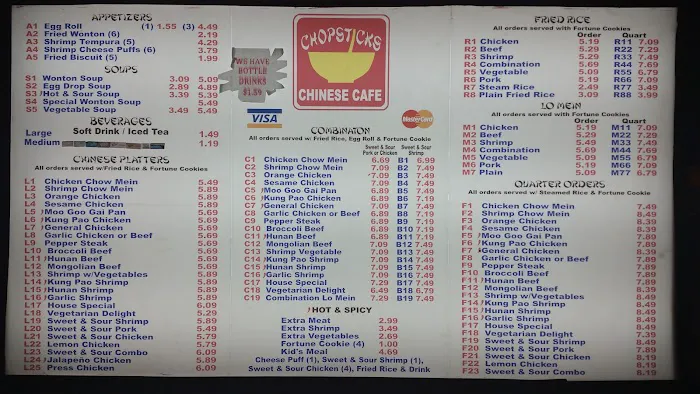 APPETIZERS
A1 Egg Roll (1) 1.55 (3) 4.49
A2 Fried Wonton (6) 2.19
A3 Shrimp Tempura (5) 4.29
A4 Shrimp Cheese Puffs (6) 3.79
A5 Fried Biscuit (5) 1.99
SOUPS
S1 Wonton Soup 3.09 5.09
S2 Egg Drop Soup 2.89 4.89
S3 Hot & Sour Soup 3.39 5.39
S4 Special Wonton Soup 5.49
S5 Vegetable Soup 3.49 5.49
BEVERAGES
Soft Drink / Iced Tea
Large 1.49
Medium 1.19
CHINESE PLATTERS
All orders served w/Fried Rice & Fortune Cookies
L1 Chicken Chow Mein 5.49
L2 Shrimp Chow Mein 5.89
L3 Orange Chicken 5.89
L4 Sesame Chicken 5.89
L5 Moo Goo Gai Pan 5.69
L6 Kung Pao Chicken 5.69
L7 General Chicken 5.69
L8 Garlic Chicken or Beef 5.69
L9 Pepper Steak 5.69
L10 Broccoli Beef 5.69
L11 Hunan Beef 5.69
L12 Mongolian Beef 5.69
L13 Shrimp w/Vegetables 5.89
L14 Kung Pao Shrimp 5.89
L15 Hunan Shrimp 5.89
L16 Garlic Shrimp 5.89
L17 House Special 6.09
L18 Vegetarian Delight 5.29
L19 Sweet & Sour Shrimp 5.89
L20 Sweet & Sour Pork 5.49
L21 Sweet & Sour Chicken 5.79
L22 Lemon Chicken 5.79
L23 Sweet & Sour Combo 6.09
L24 Jalapeño Chicken 5.89
L25 Press Chicken 5.89
WE HAVE
BOTTLE
DRINKS
$1.59
CHOPSTICKS
CHINESE CAFE
VISA
MasterCard
COMBINATON
All orders served w/ Fried Rice, Egg Roll & Fortune Cookie
Sweet & Sour Pork or Chicken Sweet & Sour Shrimp
C1 Chicken Chow Mein 6.69 B1 6.99
C2 Shrimp Chow Mein 7.09 B2 7.49
C3 Orange Chicken 7.09 B3 7.49
C4 Sesame Chicken 7.09 B4 7.49
C5 Moo Goo Gai Pan 6.89 B5 7.19
C6 Kung Pao Chicken 6.89 B6 7.19
C7 General Chicken 7.09 B7 7.49
C8 Garlic Chicken or Beef 6.89 B8 7.19
C9 Pepper Steak 6.89 B9 7.19
C10 Broccoli Beef 6.89 B10 7.19
C11 Hunan Beef 6.89 B11 7.19
C12 Mongolian Beef 7.09 B12 7.49
C13 Shrimp Vegetable 7.09 B13 7.49
C14 Kung Pao Shrimp 7.09 B14 7.49
C15 Hunan Shrimp 7.09 B15 7.49
C16 Garlic Shrimp 7.09 B16 7.49
C17 House Special 7.29 B17 7.49
C18 Vegetarian Delight 6.49 B18 6.79
C19 Combination Lo Mein 7.29 B19 7.49
HOT & SPICY
Extra Meat 2.99
Extra Shrimp 3.49
Extra Vegetables 2.69
Fortune Cookie (4) 1.00
Kid's Meal 4.69
Cheese Puff (1), Sweet & Sour Shrimp (1),
Sweet & Sour Chicken (4), Fried Rice & Drink
FRIED RICE
All orders served with Fortune Cookies
Order Quart
R1 Chicken 5.19 R11 7.09
R2 Beef 5.29 R22 7.29
R3 Shrimp 5.29 R33 7.49
R4 Combination 5.69 R44 7.69
R5 Vegetable 5.09 R55 6.79
R6 Pork 5.19 R66 7.09
R7 Steam Rice 2.49 R77 3.49
R8 Plain Fried Rice 3.09 R88 3.99
LO MEIN
All orders served with Fortune Cookies
Order Quart
M1 Chicken 5.19 M11 7.09
M2 Beef 5.29 M22 7.29
M3 Shrimp 5.49 M33 7.49
M4 Combination 5.69 M44 7.69
M5 Vegetable 5.09 M55 6.79
M6 Pork 5.19 M66 7.09
M7 Plain 5.09 M77 6.79
QUARTER ORDERS
All orders served w/ Steamed Rice & Fortune Cookie
F1 Chicken Chow Mein 7.49
F2 Shrimp Chow Mein 8.49
F3 Orange Chicken 8.39
F4 Sesame Chicken 8.49
F5 Moo Goo Gai Pan 7.89
F6 Kung Pao Chicken 7.89
F7 General Chicken 8.39
F8 Garlic Chicken or Beef 7.89
F9 Pepper Steak 7.89
F10 Broccoli Beef 7.89
F11 Hunan Beef 7.89
F12 Mongolian Beef 8.39
F13 Shrimp w/Vegetables 8.49
F14 Kung Pao Shrimp 8.49
F15 Hunan Shrimp 8.49
F16 Garlic Shrimp 8.49
F17 House Special 8.49
F18 Vegetarian Delight 7.39
F19 Sweet & Sour Shrimp 8.49
F20 Sweet & Sour Pork 7.89
F21 Sweet & Sour Chicken 8.19
F22 Lemon Chicken 8.19
F23 Sweet & Sour Combo 8.19